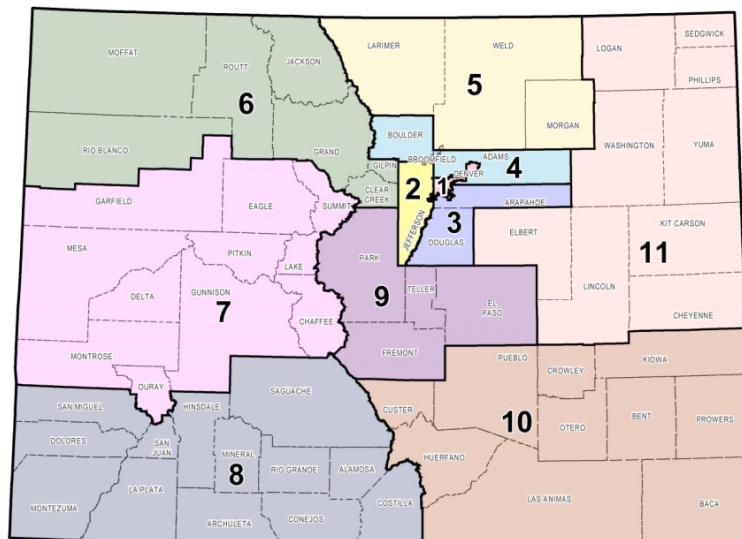 MOFFAT
ROUTT
JACKSON
LARIMER
WELD
LOGAN
SEDGWICK
PHILLIPS
6
5
MORGAN
BOULDER
RIO BLANCO
GRAND
GILPIN
BROOMFIELD
ADAMS
4
WASHINGTON
YUMA
CLEAR
CREEK
2
1
DENVER
GARFIELD
EAGLE
SUMMIT
JEFFERSON
3
ARAPAHOE
DOUGLAS
ELBERT
KIT CARSON
MESA
PITKIN
LAKE
PARK
11
TELLER
LINCOLN
DELTA
GUNNISON
7
9
EL
PASO
CHEYENNE
CHAFFEE
MONTROSE
FREMONT
OURAY
PUEBLO
CROWLEY
KIOWA
SAN MIGUEL
HINSDALE
SAGUACHE
CUSTER
10
OTERO
BENT
PROWERS
DOLORES
SAN
JUAN
MINERAL
RIO GRANDE
ALAMOSA
HUERFANO
8
LA PLATA
COSTILLA
LAS ANIMAS
BACA
MONTEZUMA
ARCHULETA
CONEJOS